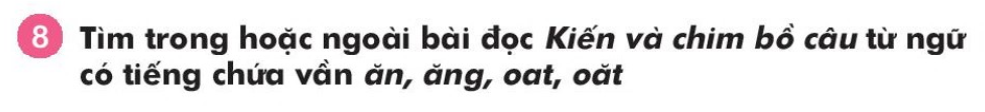 8 Tìm trong hoặc ngoài bài đọc Kiến và chim bồ câu từ ngữ
có tiếng chứa vần ăn, ăng, oat, oăt